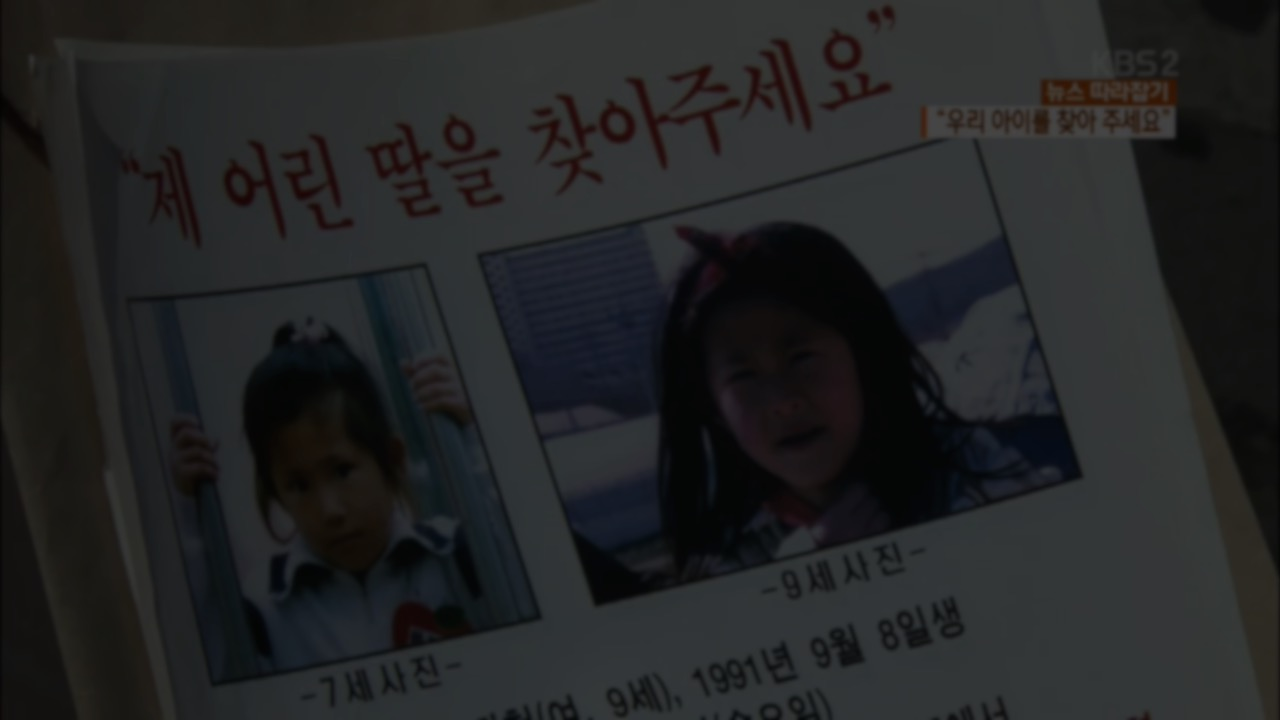 KBS2
뉴스 따라잡기
"우리 아이를 찾아 주세요"
"제 어린 딸을 찾아주세요"
-7세사진-
-9세사진-
(여, 9세), 1991년 9월 8일생